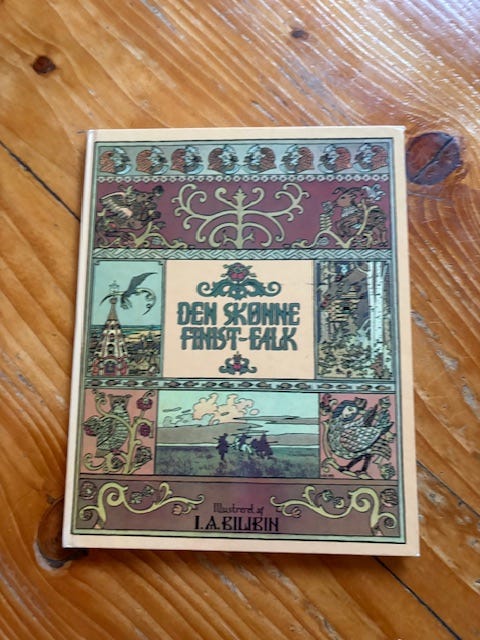 DEN SKØNNE
FINIST-FALK
Illustreret af
I. A. BILIBIN